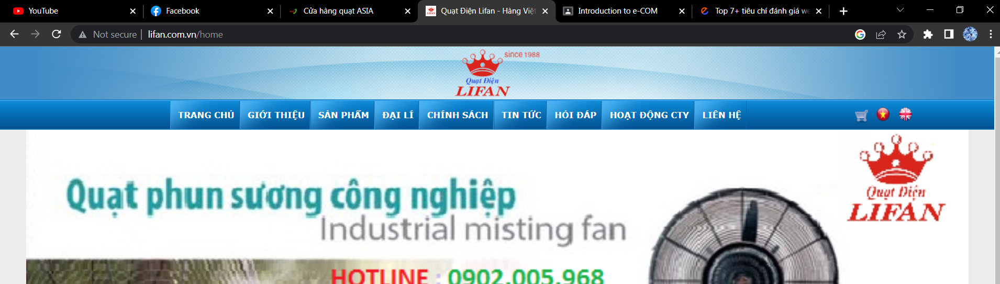 YouTube
Facebook
Cửa hàng quạt ASIA
Quạt Điện Lifan - Hàng Việt
Introduction to e-COM
Top 7+ tiêu chí đánh giá we
Not secure | lifan.com.vn/home
since 1988
Quạt Điện
LIFAN
TRANG CHỦ GIỚI THIỆU SẢN PHẨM ĐẠI LÍ CHÍNH SÁCH TIN TỨC HỎI ĐÁP HOẠT ĐỘNG CTY LIÊN HỆ
Quạt phun sương công nghiệp
Industrial misting fan
Quạt Điện
LIFAN
HOTLINE : 0902.005.968